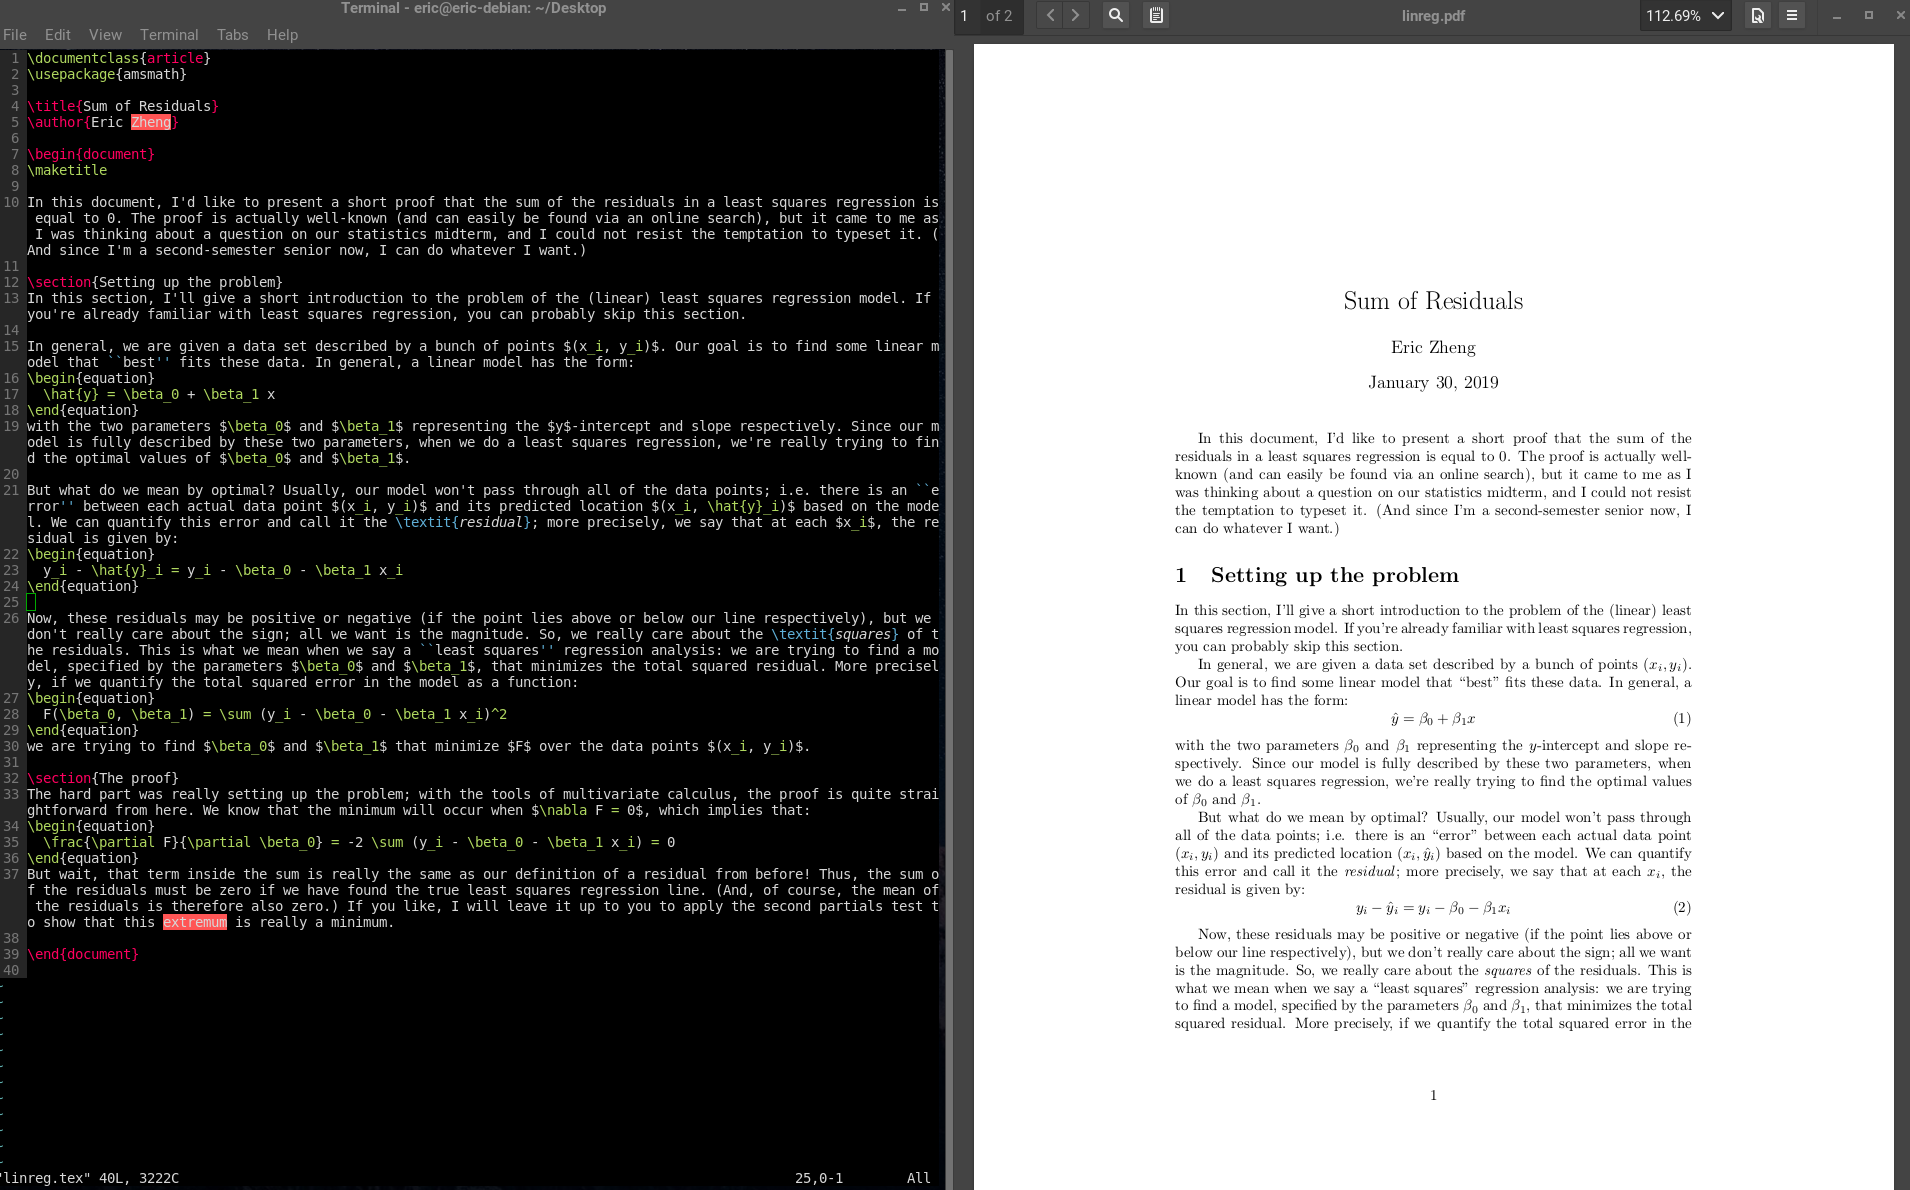 Terminal - eric@eric-debian: ~/Desktop
File Edit View Terminal Tabs Help
1 \documentclass{article}
2 \usepackage{amsmath}
3
4 \title{Sum of Residuals}
5 \author{Eric Zheng}
6
7 \begin{document}
8 \maketitle
9
10 In this document, I'd like to present a short proof that the sum of the residuals in a least squares regression is
equal to 0. The proof is actually well-known (and can easily be found via an online search), but it came to me as
I was thinking about a question on our statistics midterm, and I could not resist the temptation to typeset it. (
And since I'm a second-semester senior now, I can do whatever I want.)
11
12 \section{Setting up the problem}
13 In this section, I'll give a short introduction to the problem of the (linear) least squares regression model. If
you're already familiar with least squares regression, you can probably skip this section.
14
15 In general, we are given a data set described by a bunch of points $(x_i, y_i)$. Our goal is to find some linear m
odel that ``best'' fits these data. In general, a linear model has the form:
16 \begin{equation}
17 \hat{y} = \beta_0 + \beta_1 x
18 \end{equation}
19 with the two parameters $\beta_0$ and $\beta_1$ representing the $y$-intercept and slope respectively. Since our m
odel is fully described by these two parameters, when we do a least squares regression, we're really trying to fin
d the optimal values of $\beta_0$ and $\beta_1$.
20
21 But what do we mean by optimal? Usually, our model won't pass through all of the data points; i.e. there is an ``e
rror'' between each actual data point $(x_i, y_i)$ and its predicted location $(x_i, \hat{y}_i)$ based on the mode
l. We can quantify this error and call it the \textit{residual}; more precisely, we say that at each $x_i$, the re
sidual is given by:
22 \begin{equation}
23 y_i - \hat{y}_i = y_i - \beta_0 - \beta_1 x_i
24 \end{equation}
25
26 Now, these residuals may be positive or negative (if the point lies above or below our line respectively), but we
don't really care about the sign; all we want is the magnitude. So, we really care about the \textit{squares} of t
he residuals. This is what we mean when we say a ``least squares'' regression analysis: we are trying to find a mo
del, specified by the parameters $\beta_0$ and $\beta_1$, that minimizes the total squared residual. More precisel
y, if we quantify the total squared error in the model as a function:
27 \begin{equation}
28 F(\beta_0, \beta_1) = \sum (y_i - \beta_0 - \beta_1 x_i)^2
29 \end{equation}
30 we are trying to find $\beta_0$ and $\beta_1$ that minimize $F$ over the data points $(x_i, y_i)$.
31
32 \section{The proof}
33 The hard part was really setting up the problem; with the tools of multivariate calculus, the proof is quite strai
ghtforward from here. We know that the minimum will occur when $\nabla F = 0$, which implies that:
34 \begin{equation}
35 \frac{\partial F}{\partial \beta_0} = -2 \sum (y_i - \beta_0 - \beta_1 x_i) = 0
36 \end{equation}
37 But wait, that term inside the sum is really the same as our definition of a residual from before! Thus, the sum o
f the residuals must be zero if we have found the true least squares regression line. (And, of course, the mean of
the residuals is therefore also zero.) If you like, I will leave it up to you to apply the second partials test t
o show that this extremum is really a minimum.
38
39 \end{document}
40
"linreg.tex" 40L, 3222C 25,0-1 All
1 of 2 linreg.pdf 112.69%
Sum of Residuals
Eric Zheng
January 30, 2019
In this document, I'd like to present a short proof that the sum of the
residuals in a least squares regression is equal to 0. The proof is actually well-
known (and can easily be found via an online search), but it came to me as I
was thinking about a question on our statistics midterm, and I could not resist
the temptation to typeset it. (And since I'm a second-semester senior now, I
can do whatever I want.)
1 Setting up the problem
In this section, I'll give a short introduction to the problem of the (linear) least
squares regression model. If you're already familiar with least squares regression,
you can probably skip this section.
In general, we are given a data set described by a bunch of points (xᵢ, yᵢ).
Our goal is to find some linear model that “best” fits these data. In general, a
linear model has the form:
ŷ = β₀ + β₁x (1)
with the two parameters β₀ and β₁ representing the y-intercept and slope re-
spectively. Since our model is fully described by these two parameters, when
we do a least squares regression, we're really trying to find the optimal values
of β₀ and β₁.
But what do we mean by optimal? Usually, our model won't pass through
all of the data points; i.e. there is an “error” between each actual data point
(xᵢ, yᵢ) and its predicted location (xᵢ, ŷᵢ) based on the model. We can quantify
this error and call it the residual; more precisely, we say that at each xᵢ, the
residual is given by:
yᵢ − ŷᵢ = yᵢ − β₀ − β₁xᵢ (2)
Now, these residuals may be positive or negative (if the point lies above or
below our line respectively), but we don't really care about the sign; all we want
is the magnitude. So, we really care about the squares of the residuals. This is
what we mean when we say a “least squares” regression analysis: we are trying
to find a model, specified by the parameters β₀ and β₁, that minimizes the total
squared residual. More precisely, if we quantify the total squared error in the
1